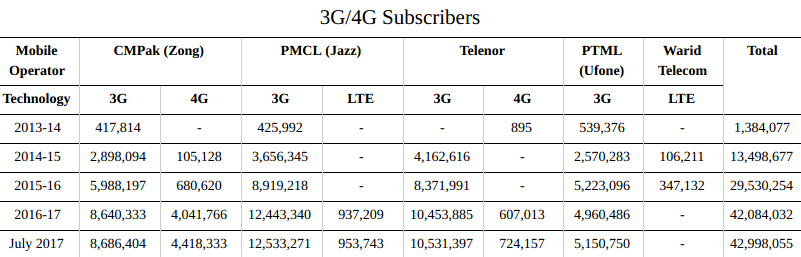 3G/4G Subscribers
Mobile Operator CMPak (Zong) PMCL (Jazz) Telenor PTML (Ufone) Warid Telecom Total
Technology 3G 4G 3G LTE 3G 4G 3G LTE
2013-14 417,814 - 425,992 - - 895 539,376 - 1,384,077
2014-15 2,898,094 105,128 3,656,345 - 4,162,616 - 2,570,283 106,211 13,498,677
2015-16 5,988,197 680,620 8,919,218 - 8,371,991 - 5,223,096 347,132 29,530,254
2016-17 8,640,333 4,041,766 12,443,340 937,209 10,453,885 607,013 4,960,486 - 42,084,032
July 2017 8,686,404 4,418,333 12,533,271 953,743 10,531,397 724,157 5,150,750 - 42,998,055